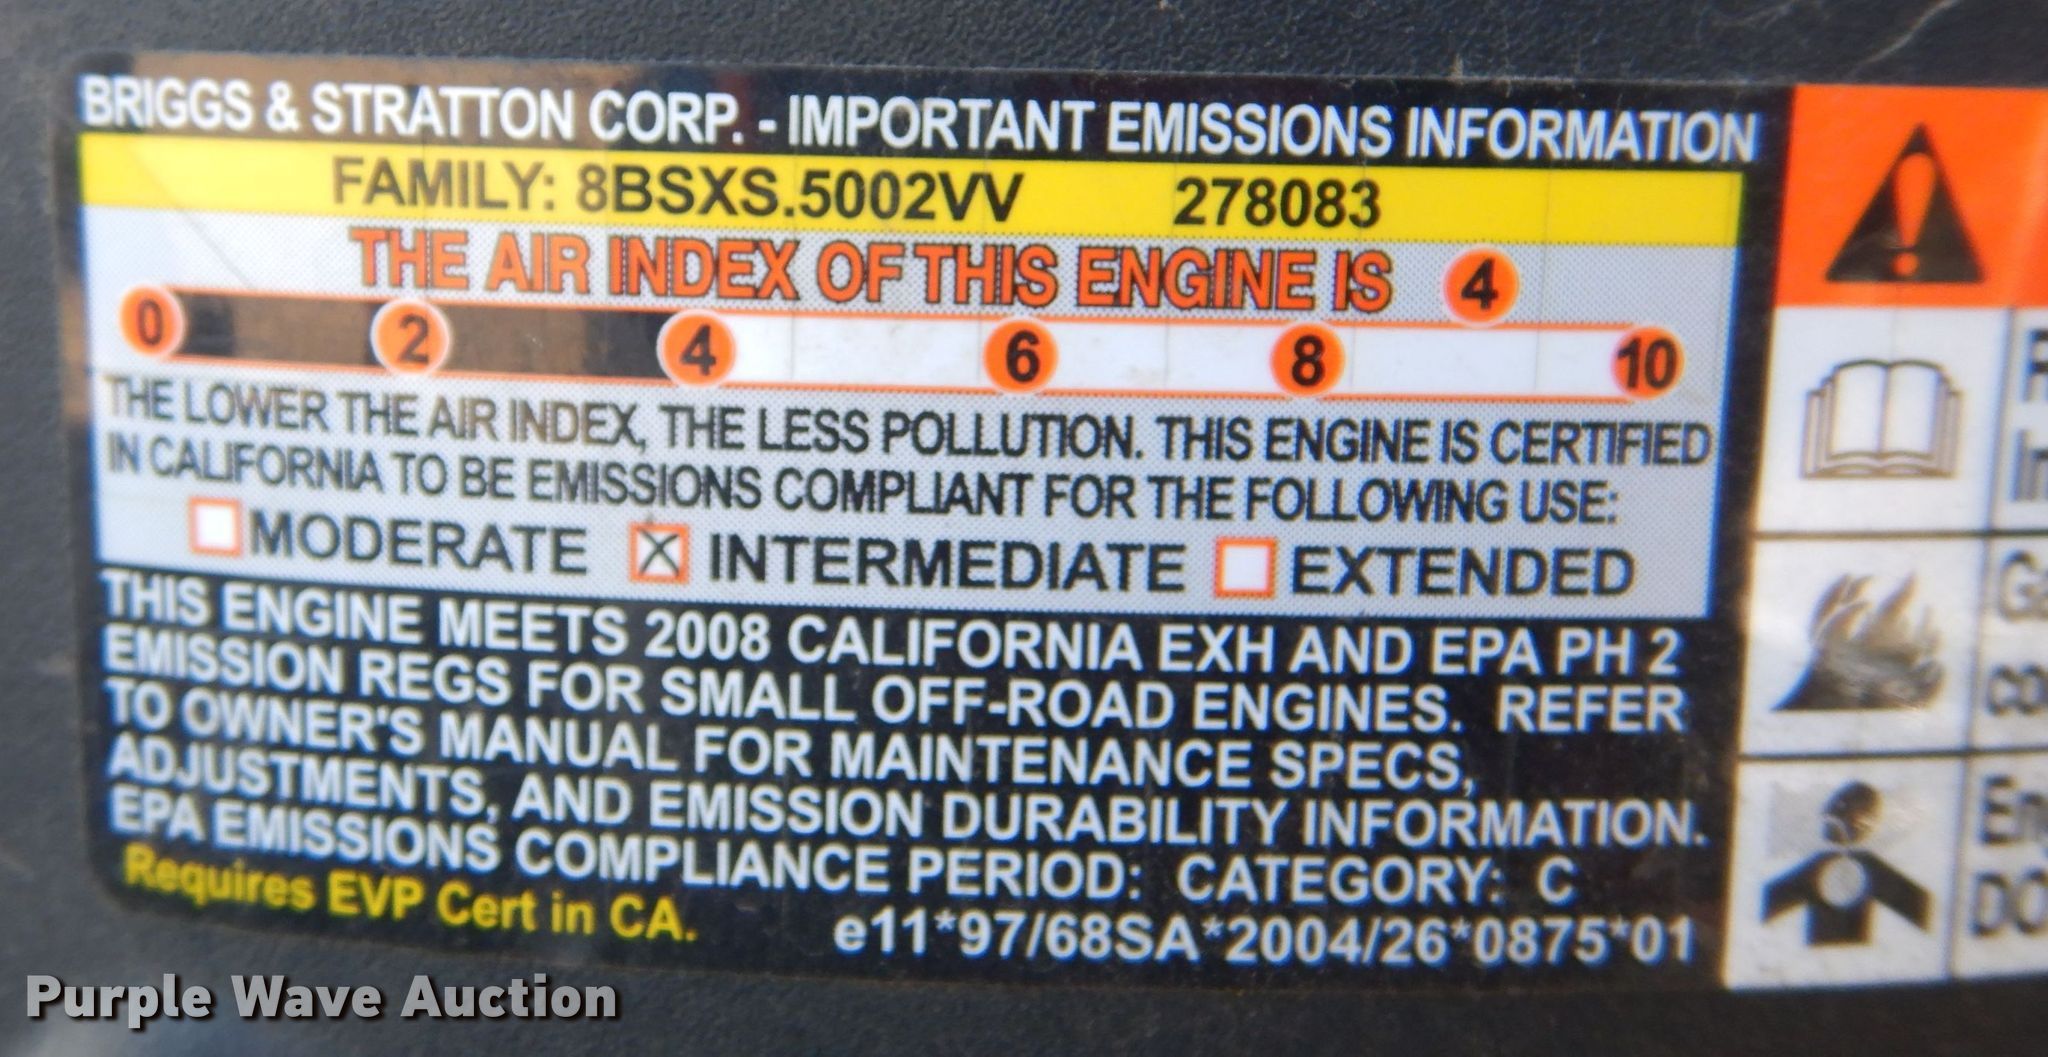 BRIGGS & STRATTON CORP. - IMPORTANT EMISSIONS INFORMATION
FAMILY: 8BSXS.5002VV 278083
THE AIR INDEX OF THIS ENGINE IS 4
0 2 4 6 8 10
THE LOWER THE AIR INDEX, THE LESS POLLUTION. THIS ENGINE IS CERTIFIED
IN CALIFORNIA TO BE EMISSIONS COMPLIANT FOR THE FOLLOWING USE:
MODERATE X INTERMEDIATE EXTENDED
THIS ENGINE MEETS 2008 CALIFORNIA EXH AND EPA PH 2
EMISSION REGS FOR SMALL OFF-ROAD ENGINES. REFER
TO OWNER'S MANUAL FOR MAINTENANCE SPECS,
ADJUSTMENTS, AND EMISSION DURABILITY INFORMATION.
EPA EMISSIONS COMPLIANCE PERIOD: CATEGORY: C
Requires EVP Cert in CA.
e11*97/68SA*2004/26*0875*01
Purple Wave Auction